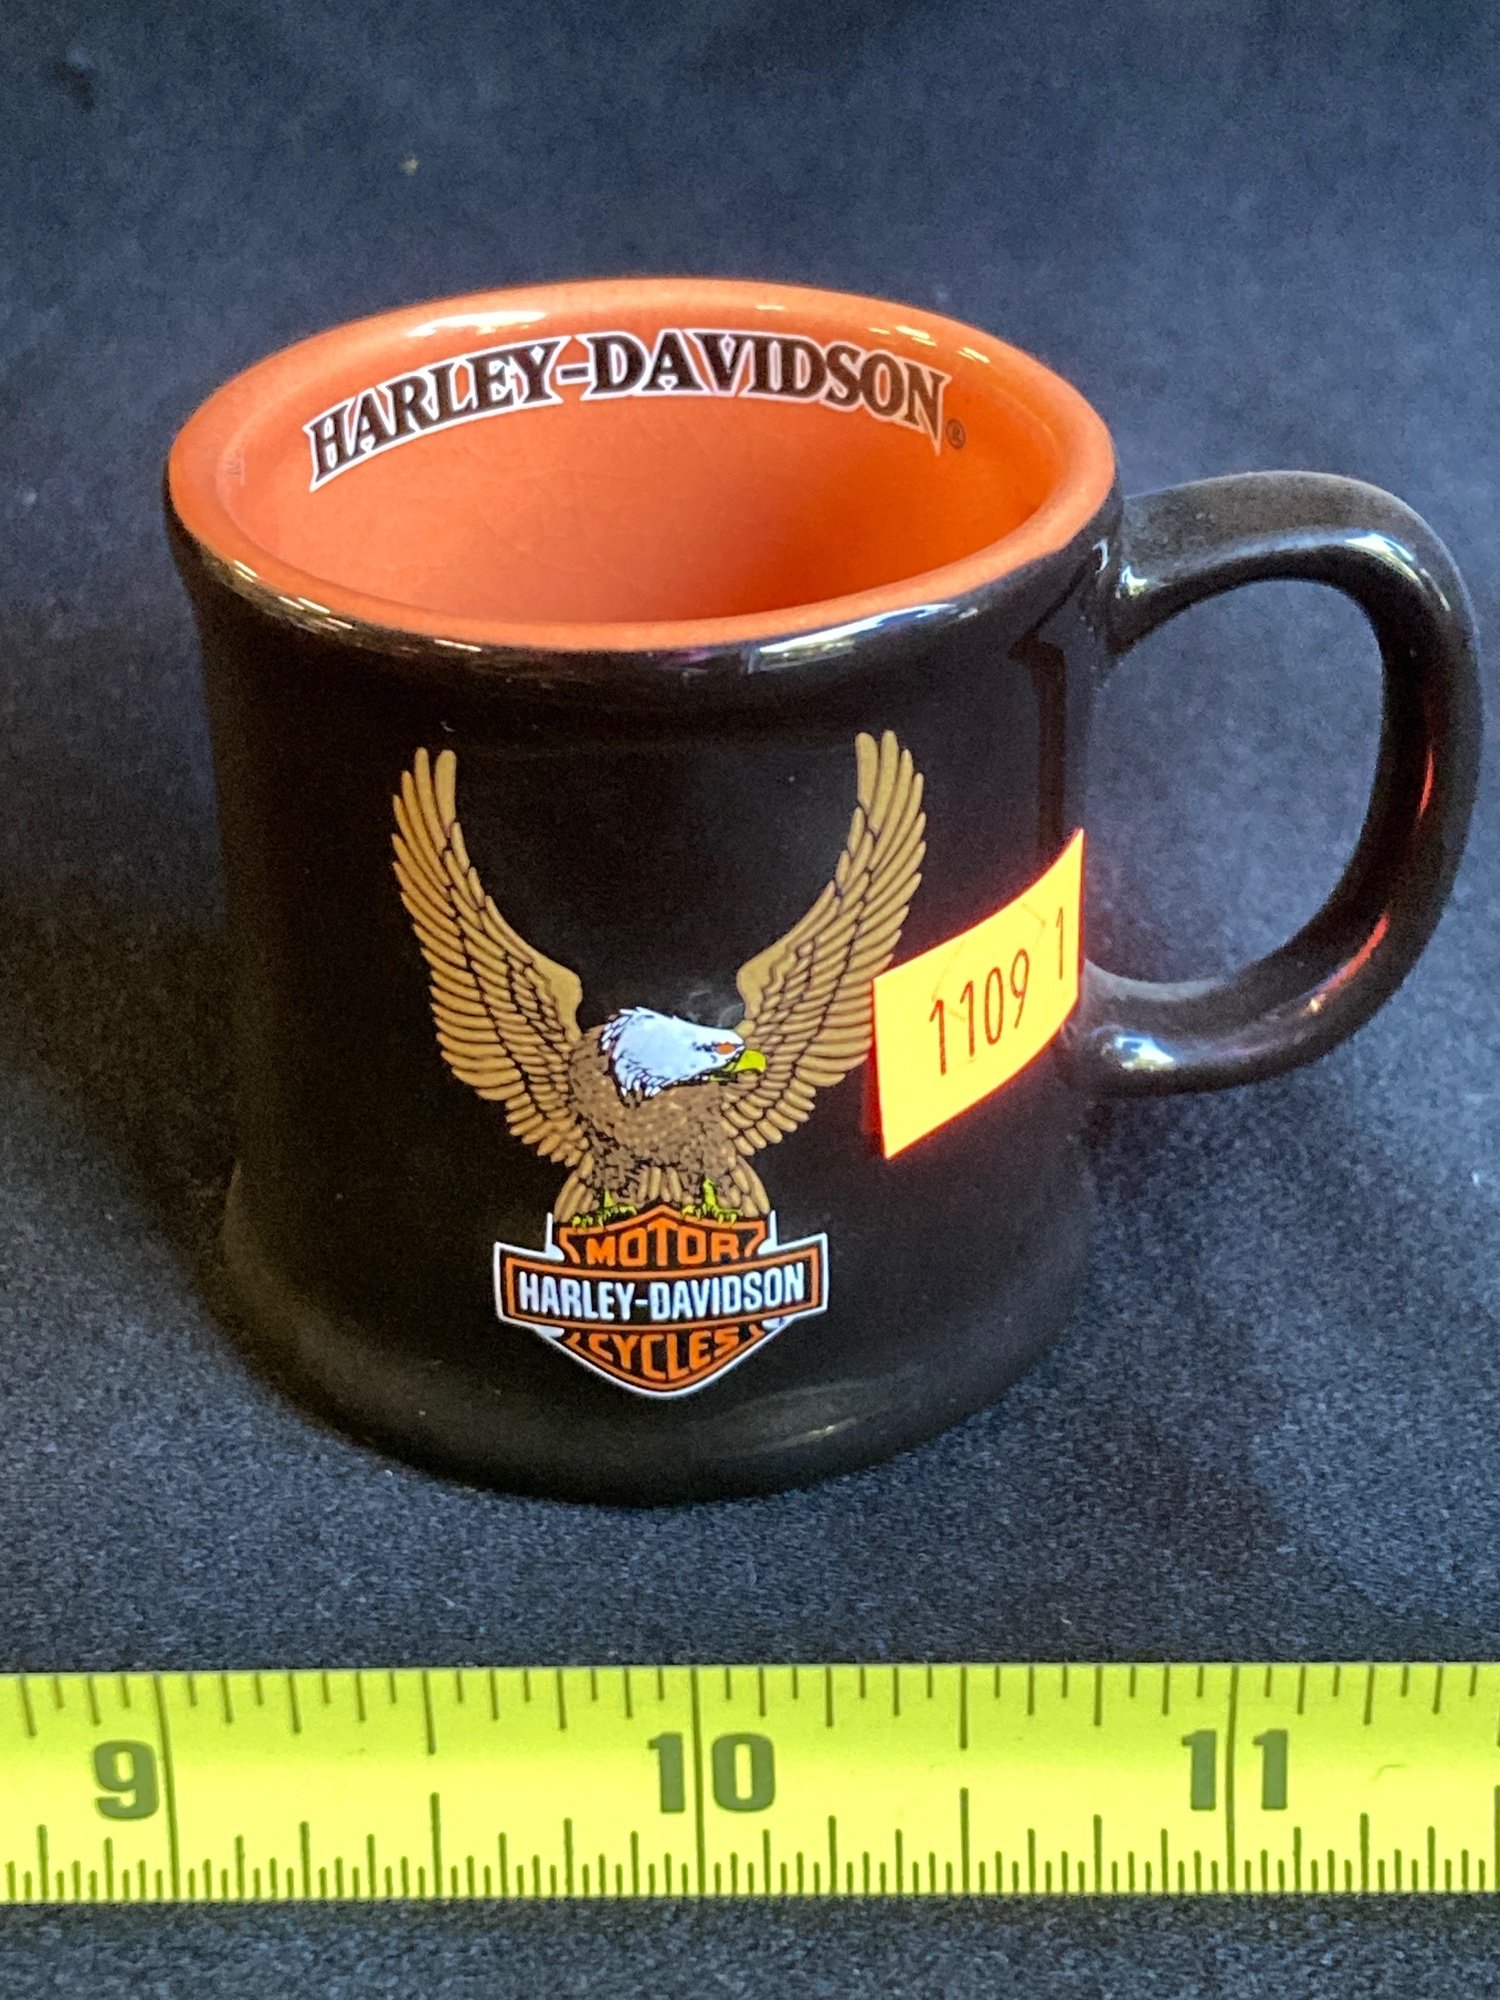 HARLEY-DAVIDSON®
1109 1
MOTOR
HARLEY-DAVIDSON
CYCLES
9 10 11